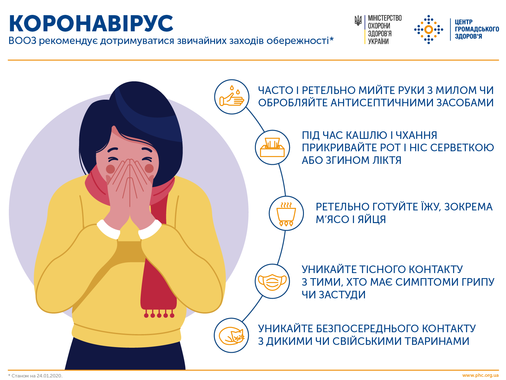 КОРОНАВІРУС
ВООЗ рекомендує дотримуватися звичайних заходів обережності*
МІНІСТЕРСТВО
ОХОРОНИ
ЗДОРОВ'Я
УКРАЇНИ
ЦЕНТР
ГРОМАДСЬКОГО
ЗДОРОВ'Я
ЧАСТО І РЕТЕЛЬНО МИЙТЕ РУКИ З МИЛОМ ЧИ
ОБРОБЛЯЙТЕ АНТИСЕПТИЧНИМИ ЗАСОБАМИ
ПІД ЧАС КАШЛЮ І ЧХАННЯ
ПРИКРИВАЙТЕ РОТ І НІС СЕРВЕТКОЮ
АБО ЗГИНОМ ЛІКТЯ
РЕТЕЛЬНО ГОТУЙТЕ ЇЖУ, ЗОКРЕМА
М'ЯСО І ЯЙЦЯ
УНИКАЙТЕ ТІСНОГО КОНТАКТУ
З ТИМИ, ХТО МАЄ СИМПТОМИ ГРИПУ
ЧИ ЗАСТУДИ
УНИКАЙТЕ БЕЗПОСЕРЕДНЬОГО КОНТАКТУ
З ДИКИМИ ЧИ СВІЙСЬКИМИ ТВАРИНАМИ
* Станом на 24.01.2020
www.phc.org.ua